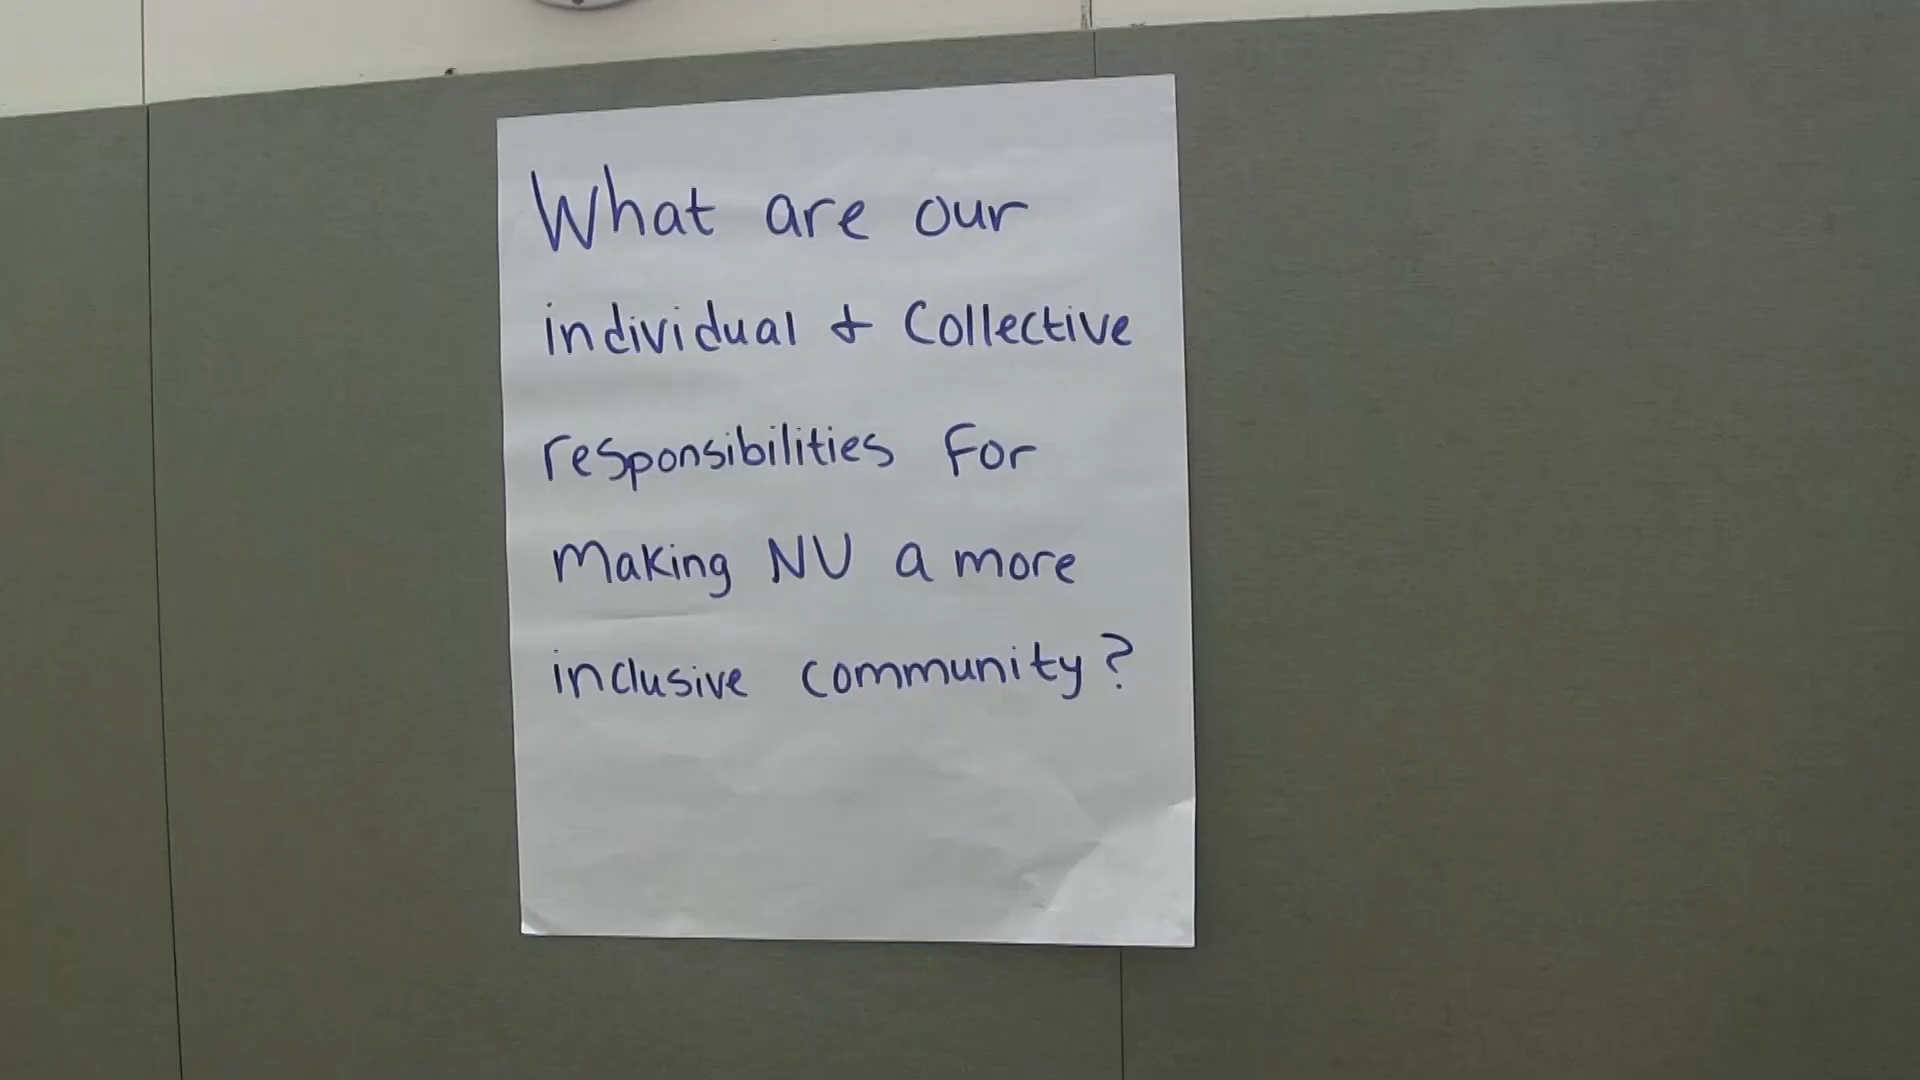 What are our
individual & Collective
responsibilities For
making NU a more
inclusive community?